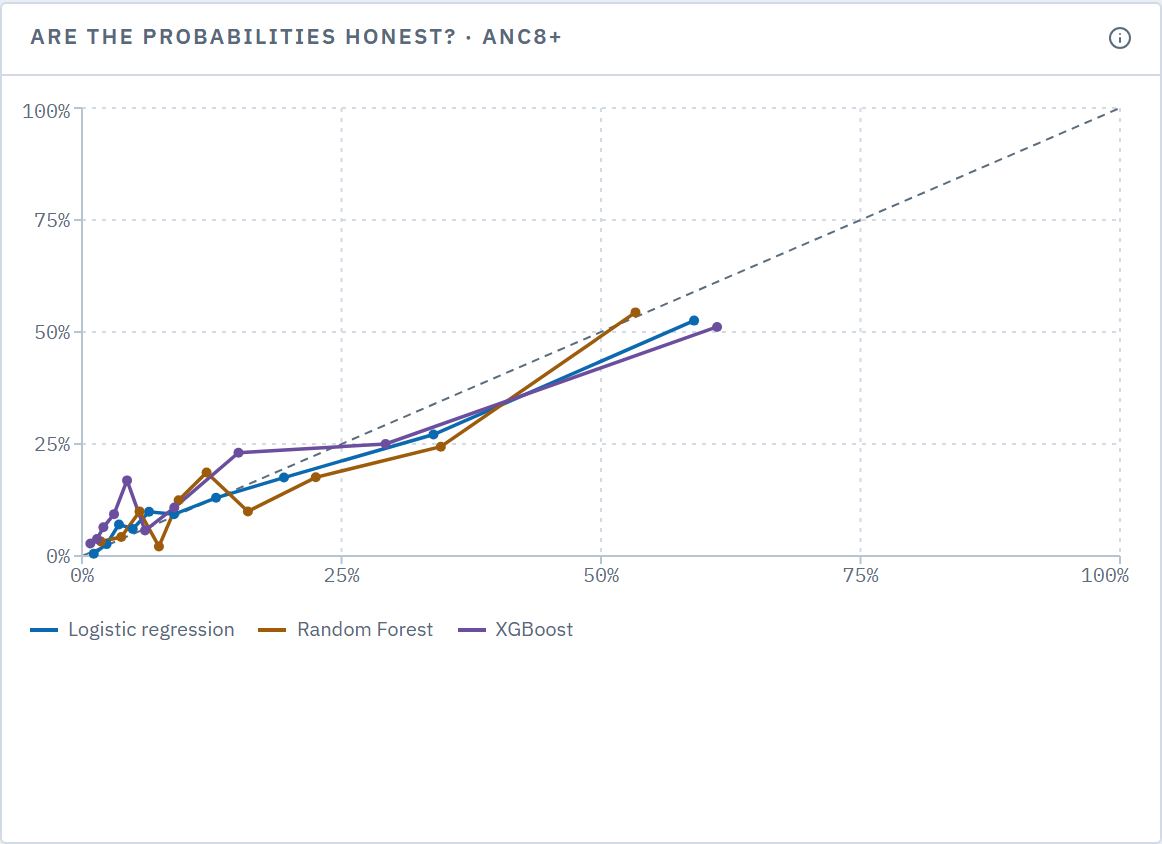 ARE THE PROBABILITIES HONEST? · ANC8+
100%
75%
50%
25%
0%
0% 25% 50% 75% 100%
Logistic regression Random Forest XGBoost